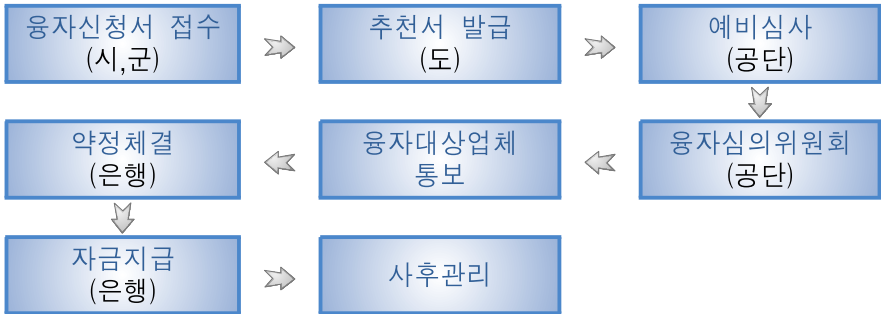 융자신청서 접수
(시,군)
추천서 발급
(도)
예비심사
(공단)
융자심의위원회
(공단)
융자대상업체
통보
약정체결
(은행)
자금지급
(은행)
사후관리